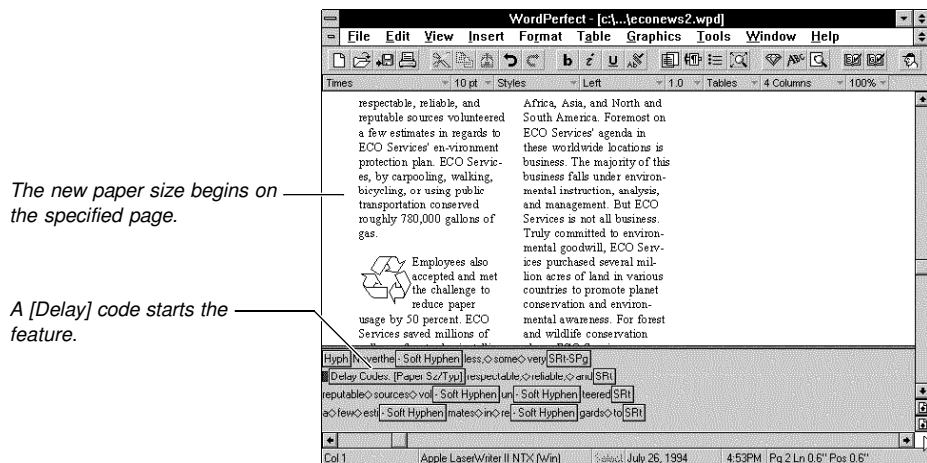 WordPerfect - [c:\...\econews2.wpd]
File Edit View Insert Format Table Graphics Tools Window Help
b i u ABC
Times 10 pt Styles Left 1.0 Tables 4 Columns 100%
respectable, reliable, and
reputable sources volunteered
a few estimates in regards to
ECO Services' en-vironment
protection plan. ECO Servic-
es, by carpooling, walking,
bicycling, or using public
transportation conserved
roughly 780,000 gallons of
gas.
Employees also
accepted and met
the challenge to
reduce paper
usage by 50 percent. ECO
Services saved millions of
Africa, Asia, and North and
South America. Foremost on
ECO Services' agenda in
these worldwide locations is
business. The majority of this
business falls under environ-
mental instruction, analysis,
and management. But ECO
Services is not all business.
Truly committed to environ-
mental goodwill, ECO Serv-
ices purchased several mil-
lion acres of land in various
countries to promote planet
conservation and environ-
mental awareness. For forest
and wildlife conservation
The new paper size begins on
the specified page.
A [Delay] code starts the
feature.
Hyph Neverthe - Soft Hyphen less,◇some◇very SRt-SPg
Delay Codes: [Paper Sz/Typ] respectable,◇reliable,◇and SRt
reputable◇sources◇vol - Soft Hyphen un - Soft Hyphen teered SRt
a◇few◇esti - Soft Hyphen mates◇in◇re - Soft Hyphen gards◇to SRt
Col 1 Apple LaserWriter II NTX (Win) Select July 26, 1994 4:53PM Pg 2 Ln 0.6" Pos 0.6"